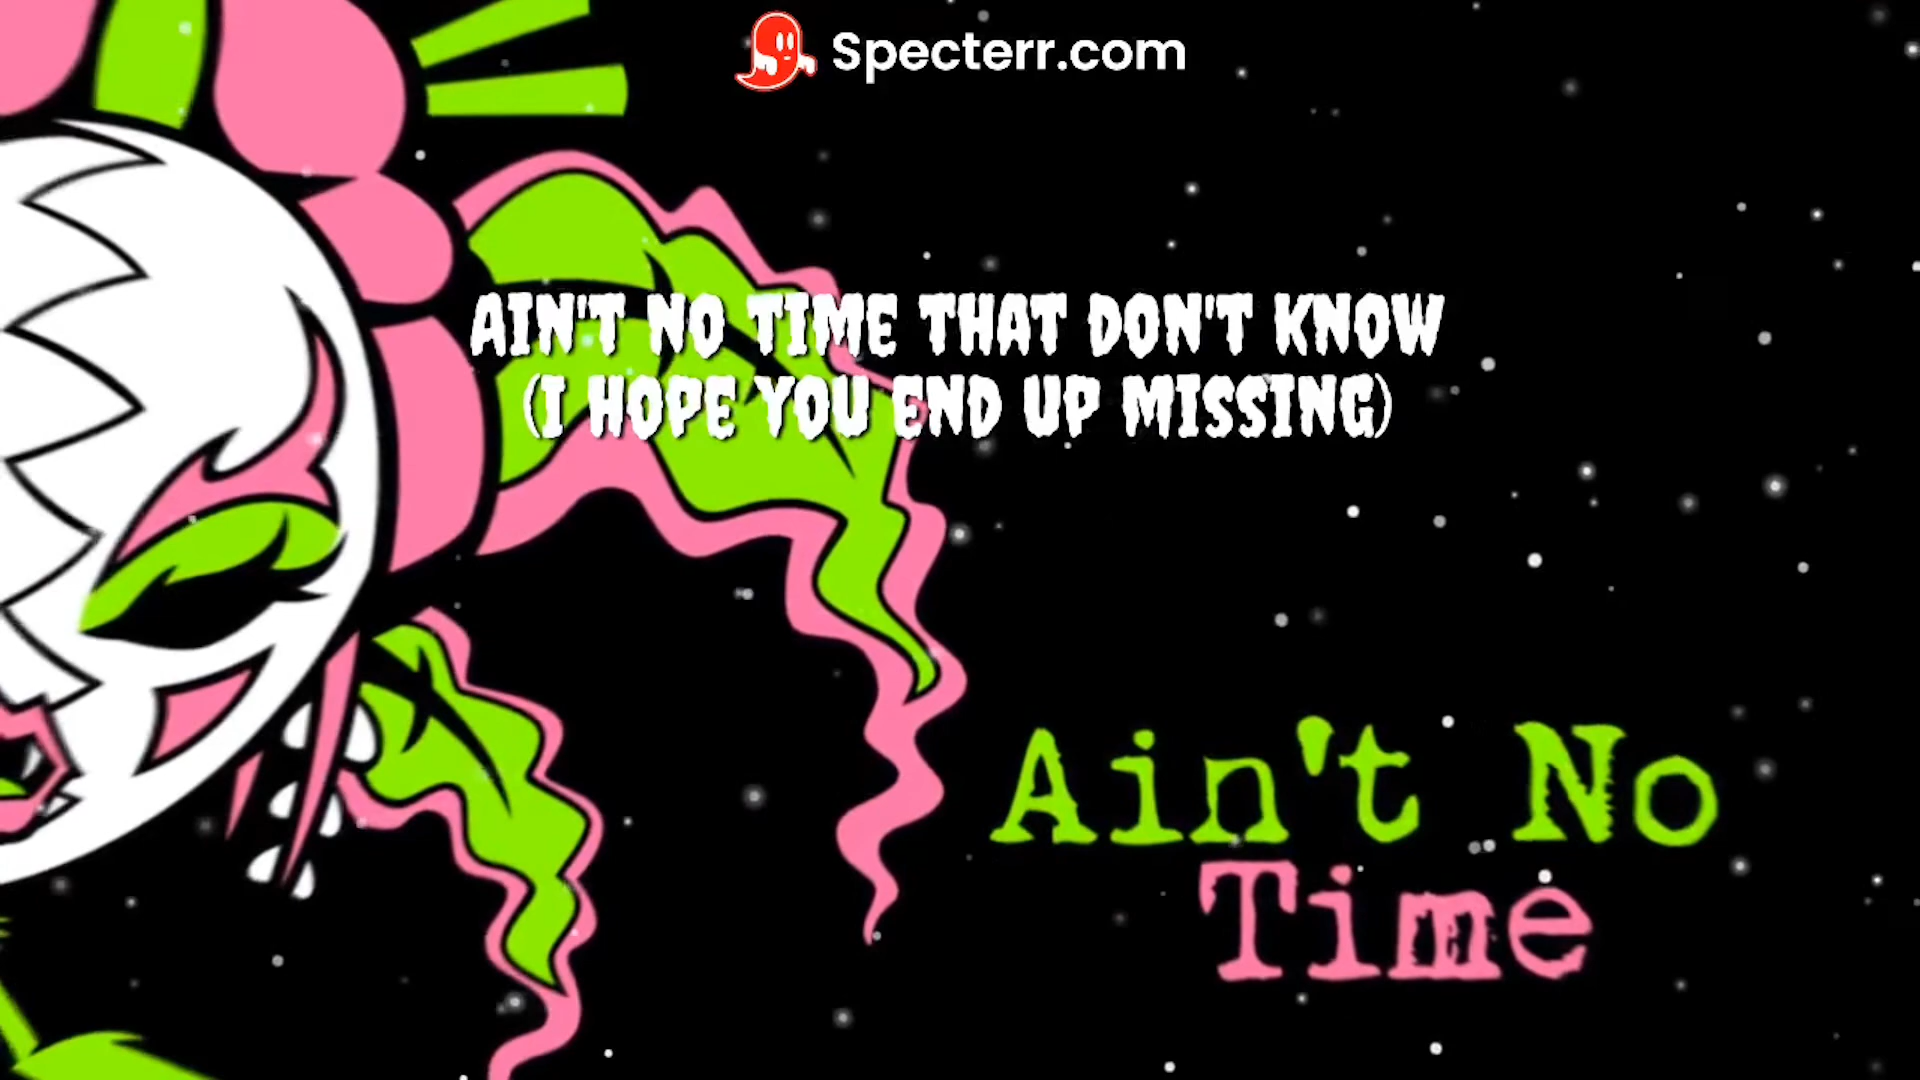 Specterr.com
AIN'T NO TIME THAT DON'T KNOW
(I HOPE YOU END UP MISSING)
Ain't No
Time